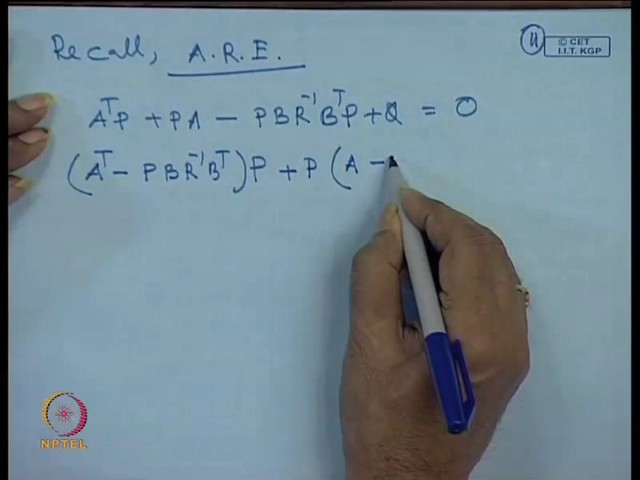 Recall, A.R.E.
11
© CET
I.I.T. KGP
AᵀP + PA − PBR⁻¹BᵀP + Q = 0
(Aᵀ − PBR⁻¹Bᵀ)P + P(A −
NPTEL